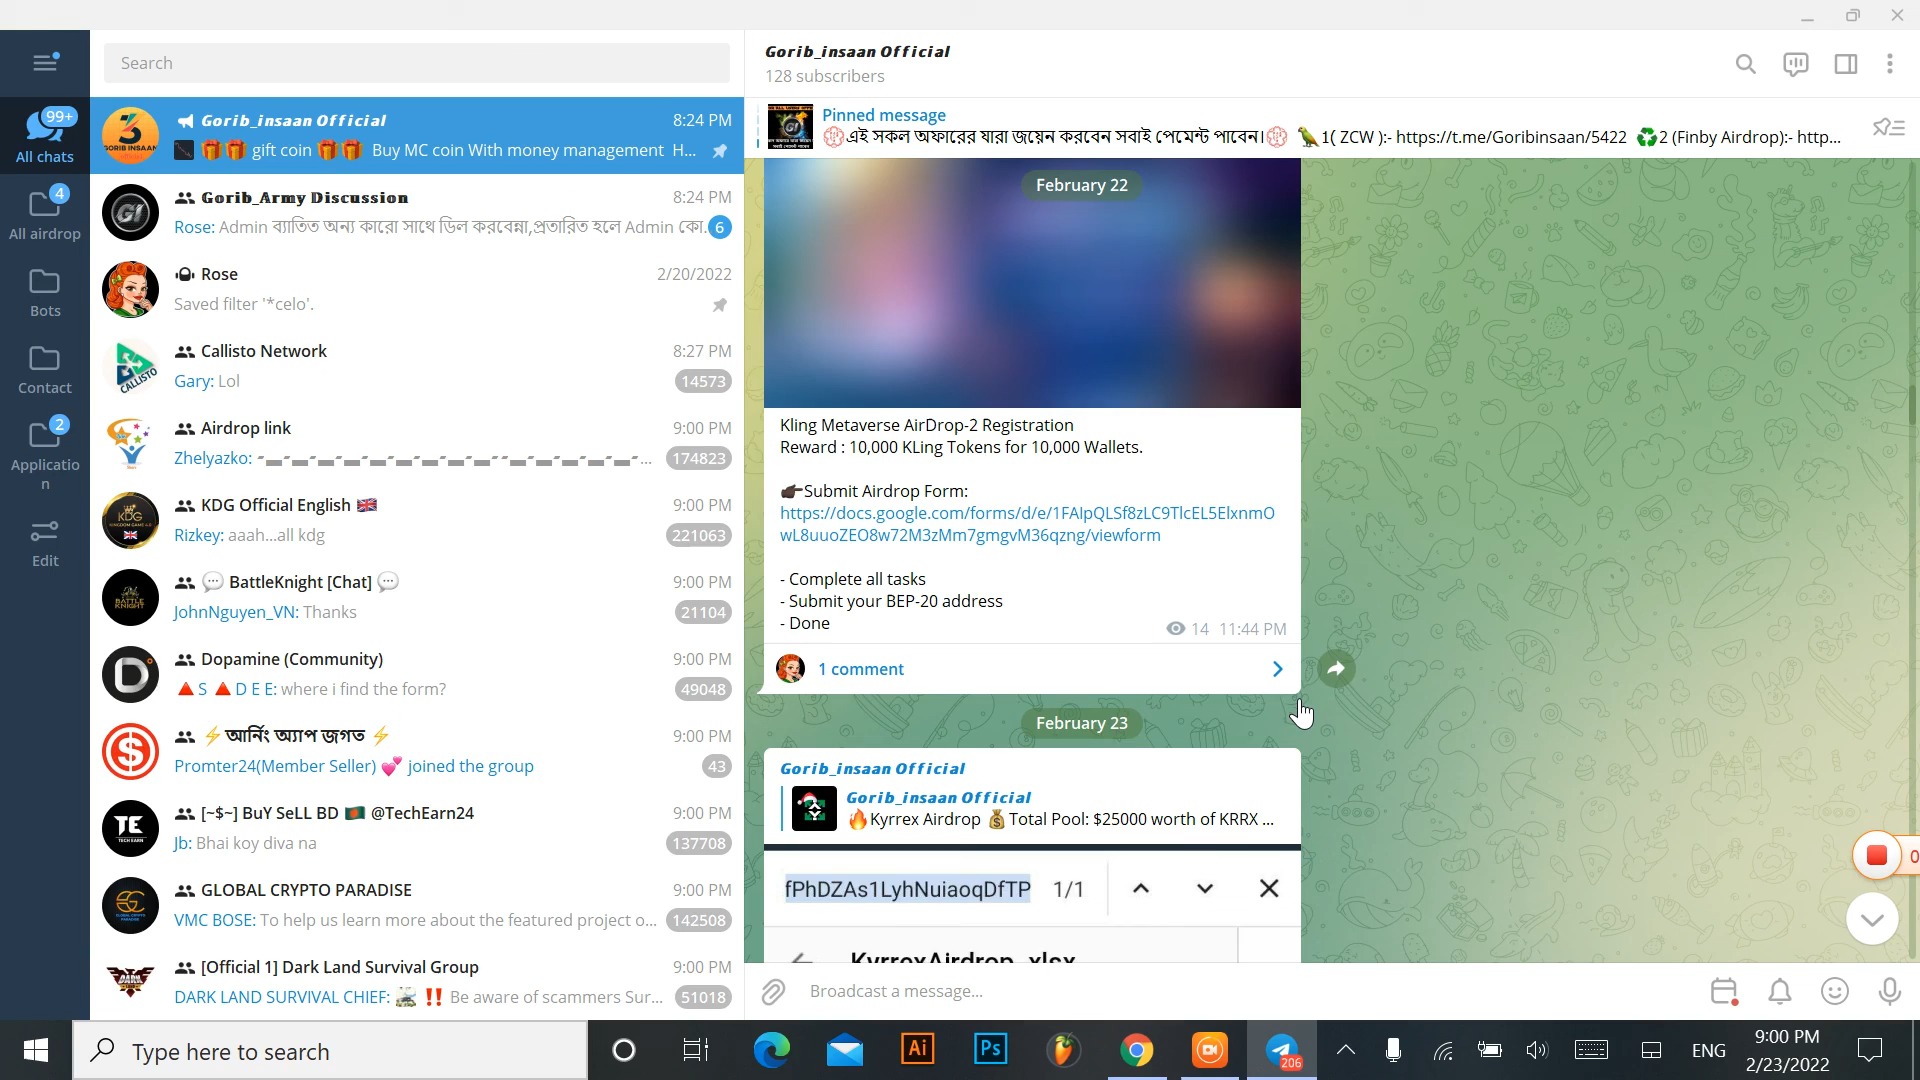 Search
99+
All chats
4
All airdrop
Bots
Contact
2
Applicatio
n
Edit
Gorib_insaan Official 8:24 PM
gift coin Buy MC coin With money management H...
Gorib_Army Discussion 8:24 PM
Rose: Admin ব্যাতিত অন্য কারো সাথে ডিল করবেন্না,প্রতারিত হলে Admin কো. 6
Rose 2/20/2022
Saved filter '*celo'.
Callisto Network 8:27 PM
Gary: Lol 14573
Airdrop link 9:00 PM
Zhelyazko: 174823
KDG Official English 9:00 PM
Rizkey: aaah...all kdg 221063
BattleKnight [Chat] 9:00 PM
JohnNguyen_VN: Thanks 21104
Dopamine (Community) 9:00 PM
S D E E: where i find the form? 49048
আর্নিং অ্যাপ জগত 9:00 PM
Promter24(Member Seller) joined the group 43
[~$~] BuY SeLL BD @TechEarn24 9:00 PM
Jb: Bhai koy diva na 137708
GLOBAL CRYPTO PARADISE 9:00 PM
VMC BOSE: To help us learn more about the featured project o... 142508
[Official 1] Dark Land Survival Group 9:00 PM
DARK LAND SURVIVAL CHIEF: Be aware of scammers Sur... 51018
Gorib_insaan Official
128 subscribers
Pinned message
এই সকল অফারের যারা জয়েন করবেন সবাই পেমেন্ট পাবেন। 1( ZCW ):- https://t.me/Goribinsaan/5422 2 (Finby Airdrop):- http...
February 22
Kling Metaverse AirDrop-2 Registration
Reward : 10,000 KLing Tokens for 10,000 Wallets.
Submit Airdrop Form:
https://docs.google.com/forms/d/e/1FAIpQLSf8zLC9TlcEL5ElxnmO
wL8uuoZEO8w72M3zMm7gmgvM36qzng/viewform
- Complete all tasks
- Submit your BEP-20 address
- Done
14 11:44 PM
1 comment
February 23
Gorib_insaan Official
Gorib_insaan Official
Kyrrex Airdrop Total Pool: $25000 worth of KRRX ...
fPhDZAs1LyhNuiaoqDfTP 1/1
KyrrexAirdrop .xlsx
Broadcast a message...
Type here to search
Ai
Ps
206
ENG
9:00 PM
2/23/2022